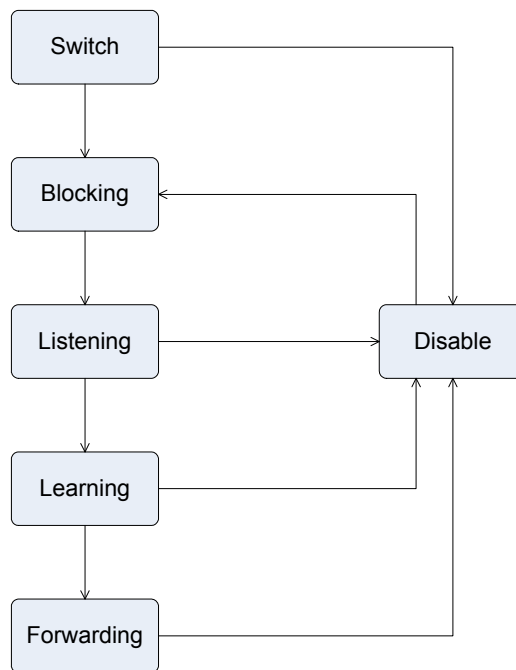 Switch
Blocking
Listening
Disable
Learning
Forwarding